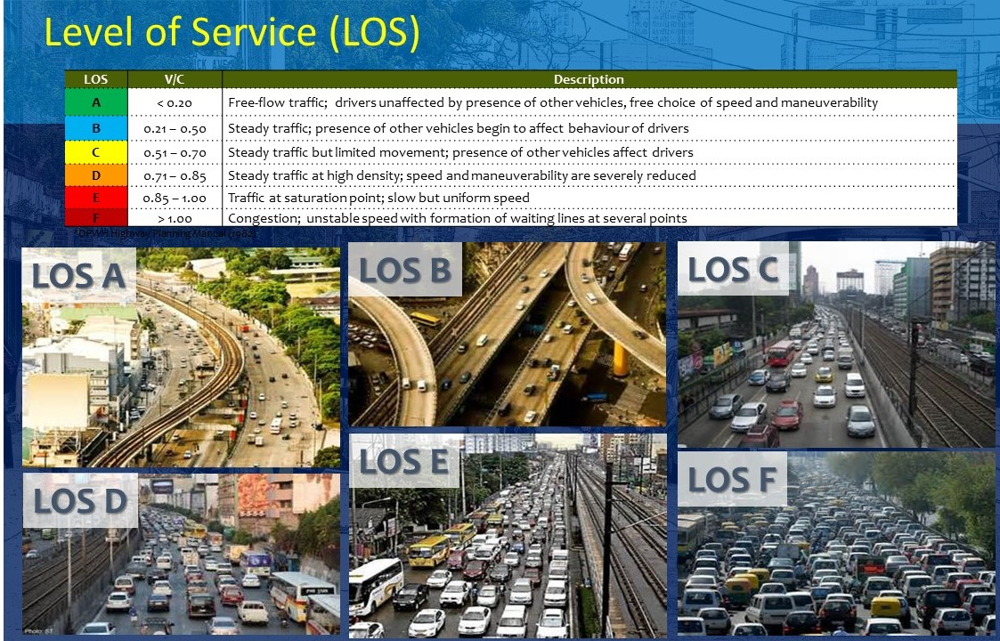 Level of Service (LOS)
LOS V/C Description
A < 0.20 Free-flow traffic; drivers unaffected by presence of other vehicles, free choice of speed and maneuverability
B 0.21 – 0.50 Steady traffic; presence of other vehicles begin to affect behaviour of drivers
C 0.51 – 0.70 Steady traffic but limited movement; presence of other vehicles affect drivers
D 0.71 – 0.85 Steady traffic at high density; speed and maneuverability are severely reduced
E 0.85 – 1.00 Traffic at saturation point; slow but uniform speed
F > 1.00 Congestion; unstable speed with formation of waiting lines at several points
*DPWH Highway Planning Manual (1982)
LOS A
LOS B
LOS C
LOS D
LOS E
LOS F
Photo: ST